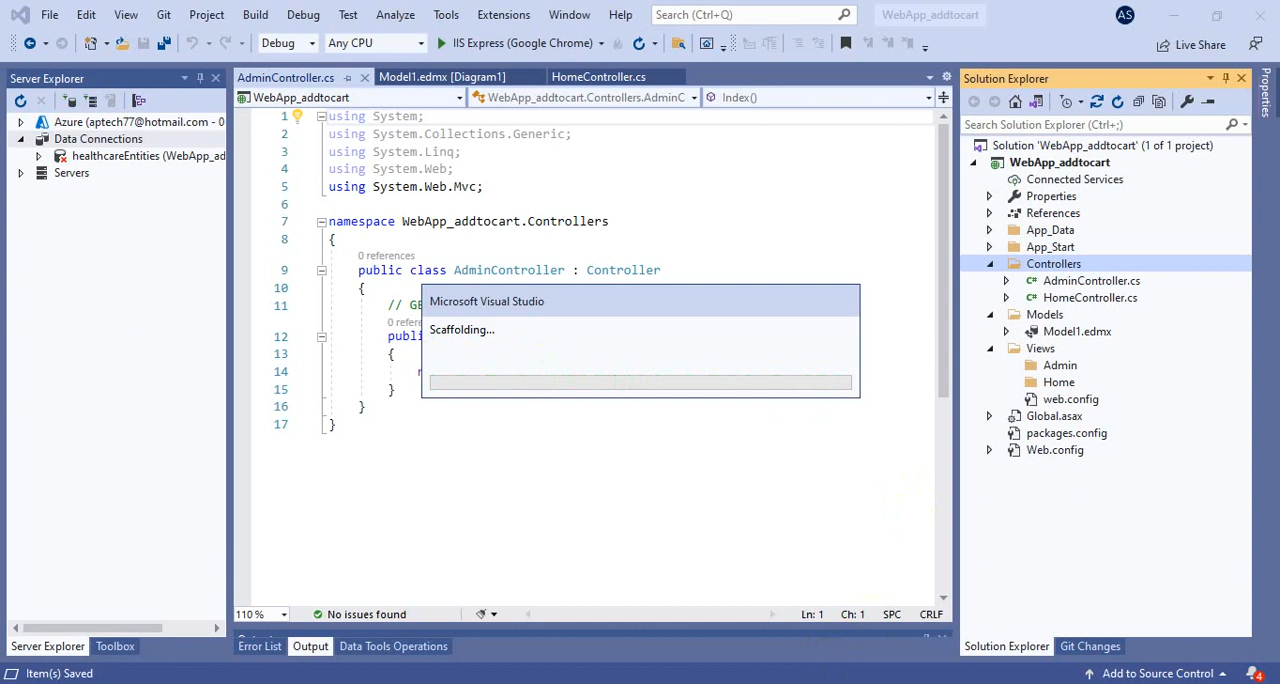 File Edit View Git Project Build Debug Test Analyze Tools Extensions Window Help Search (Ctrl+Q) WebApp_addtocart AS
Debug Any CPU IIS Express (Google Chrome) Live Share
Server Explorer
Azure (aptech77@hotmail.com - 0
Data Connections
healthcareEntities (WebApp_ad
Servers
AdminController.cs Model1.edmx [Diagram1] HomeController.cs
WebApp_addtocart WebApp_addtocart.Controllers.AdminC Index()
1 using System;
2 using System.Collections.Generic;
3 using System.Linq;
4 using System.Web;
5 using System.Web.Mvc;
6
7 namespace WebApp_addtocart.Controllers
8 {
0 references
9 public class AdminController : Controller
10 {
11 // GE
0 refere
12 publi
13 {
14 r
15 }
16 }
17 }
Microsoft Visual Studio
Scaffolding...
110 % No issues found Ln: 1 Ch: 1 SPC CRLF
Solution Explorer
Search Solution Explorer (Ctrl+;)
Solution 'WebApp_addtocart' (1 of 1 project)
WebApp_addtocart
Connected Services
Properties
References
App_Data
App_Start
Controllers
AdminController.cs
HomeController.cs
Models
Model1.edmx
Views
Admin
Home
web.config
Global.asax
packages.config
Web.config
Properties
Server Explorer Toolbox Error List Output Data Tools Operations Solution Explorer Git Changes
Item(s) Saved Add to Source Control 4